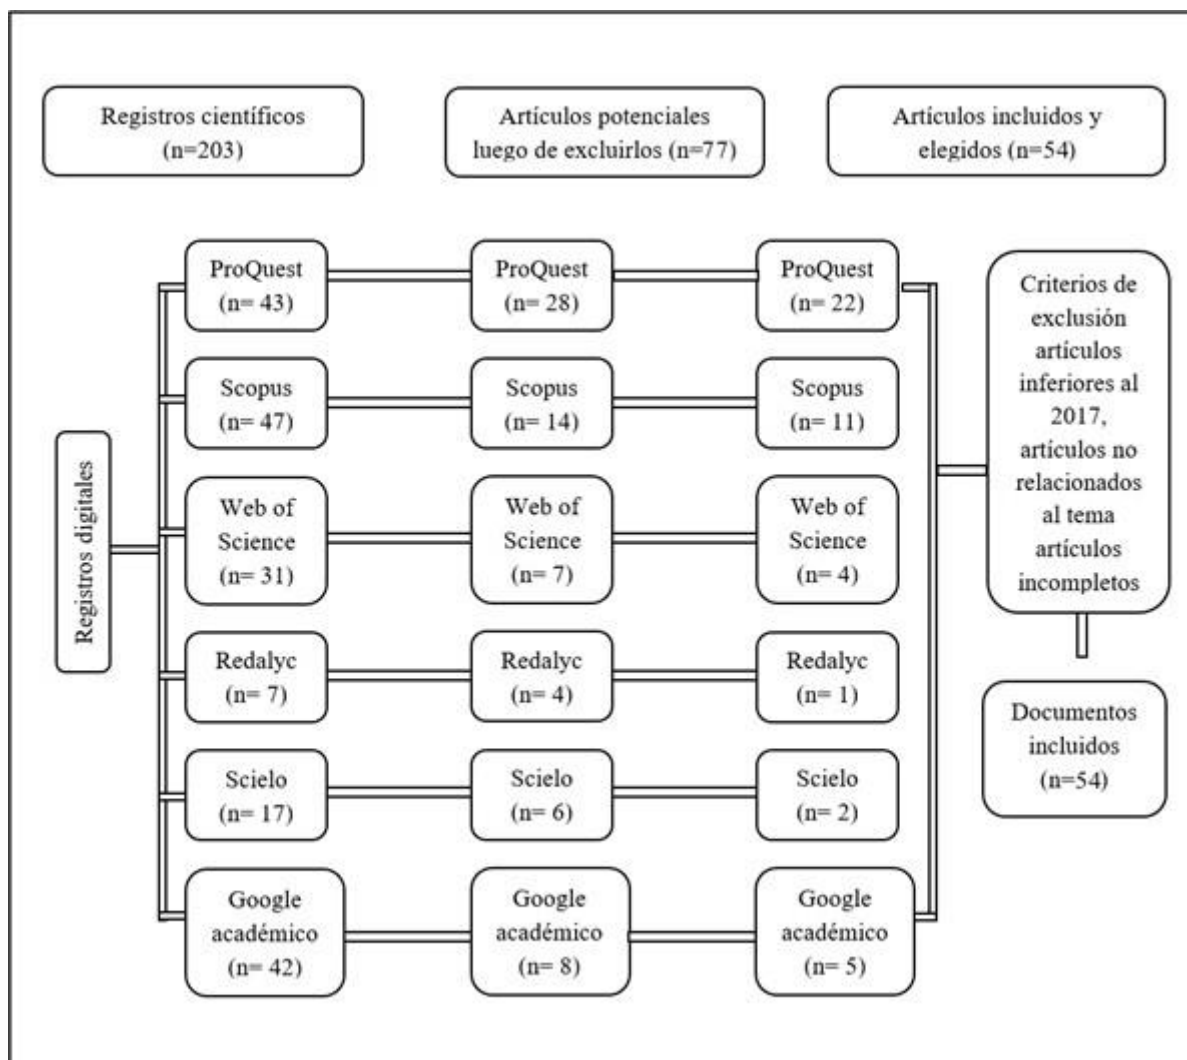 Registros científicos
(n=203)
Artículos potenciales
luego de excluirlos (n=77)
Artículos incluidos y
elegidos (n=54)
Registros digitales
ProQuest
(n= 43)
ProQuest
(n= 28)
ProQuest
(n= 22)
Scopus
(n= 47)
Scopus
(n= 14)
Scopus
(n= 11)
Web of
Science
(n= 31)
Web of
Science
(n= 7)
Web of
Science
(n= 4)
Redalyc
(n= 7)
Redalyc
(n= 4)
Redalyc
(n= 1)
Scielo
(n= 17)
Scielo
(n= 6)
Scielo
(n= 2)
Google
académico
(n= 42)
Google
académico
(n= 8)
Google
académico
(n= 5)
Criterios de
exclusión
artículos
inferiores al
2017,
artículos no
relacionados
al tema
artículos
incompletos
Documentos
incluidos
(n=54)